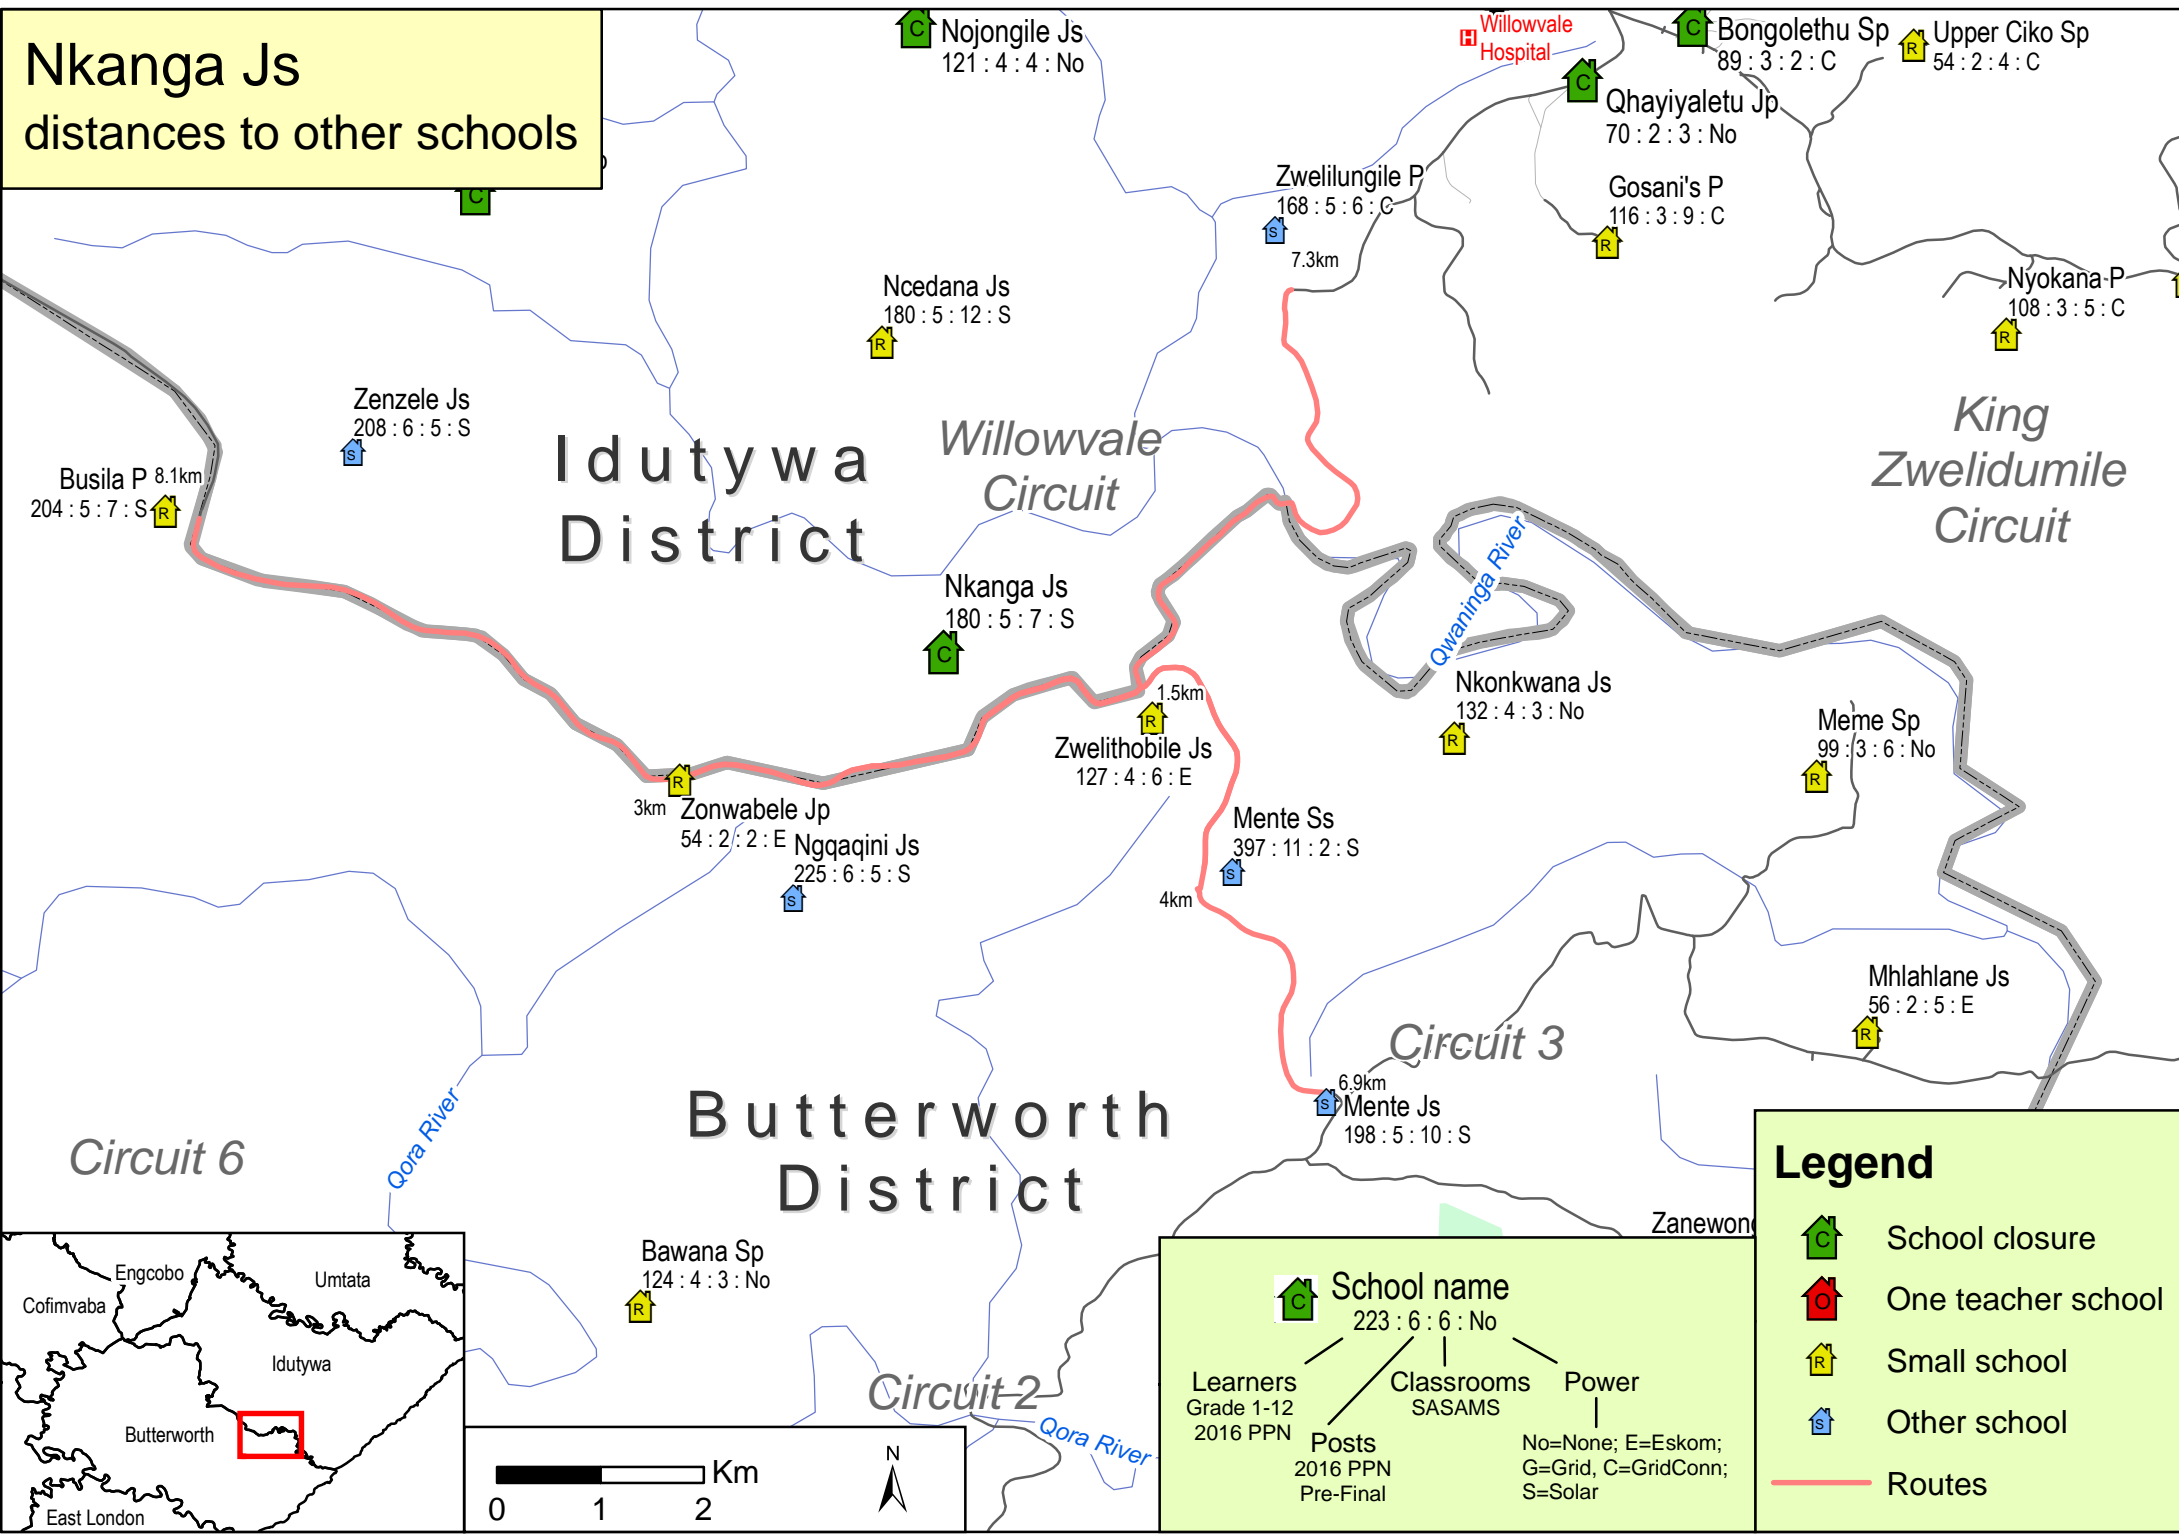 Nkanga Js
distances to other schools
C
Nojongile Js
121 : 4 : 4 : No
H
Willowvale
Hospital
C
Bongolethu Sp
89 : 3 : 2 : C
R
Upper Ciko Sp
54 : 2 : 4 : C
C
Qhayiyaletu Jp
70 : 2 : 3 : No
C
Zwelilungile P
168 : 5 : 6 : C
S
7.3km
Gosani's P
116 : 3 : 9 : C
R
Nyokana P
108 : 3 : 5 : C
R
Ncedana Js
180 : 5 : 12 : S
R
Zenzele Js
208 : 6 : 5 : S
S
Busila P
8.1km
204 : 5 : 7 : S
R
Idutywa
District
Willowvale
Circuit
King
Zwelidumile
Circuit
Qwaninga River
Nkanga Js
180 : 5 : 7 : S
C
1.5km
R
Zwelithobile Js
127 : 4 : 6 : E
Nkonkwana Js
132 : 4 : 3 : No
R
Meme Sp
99 : 3 : 6 : No
R
R
3km
Zonwabele Jp
54 : 2 : 2 : E
Ngqaqini Js
225 : 6 : 5 : S
S
Mente Ss
397 : 11 : 2 : S
S
4km
Mhlahlane Js
56 : 2 : 5 : E
R
Circuit 3
6.9km
S
Mente Js
198 : 5 : 10 : S
Butterworth
District
Circuit 6
Qora River
Bawana Sp
124 : 4 : 3 : No
R
Circuit 2
Qora River
Engcobo
Umtata
Cofimvaba
Idutywa
Butterworth
East London
Km
0 1 2
N
C
School name
223 : 6 : 6 : No
Learners
Grade 1-12
2016 PPN
Posts
2016 PPN
Pre-Final
Classrooms
SASAMS
Power
No=None; E=Eskom;
G=Grid, C=GridConn;
S=Solar
Legend
C School closure
O One teacher school
R Small school
S Other school
Routes